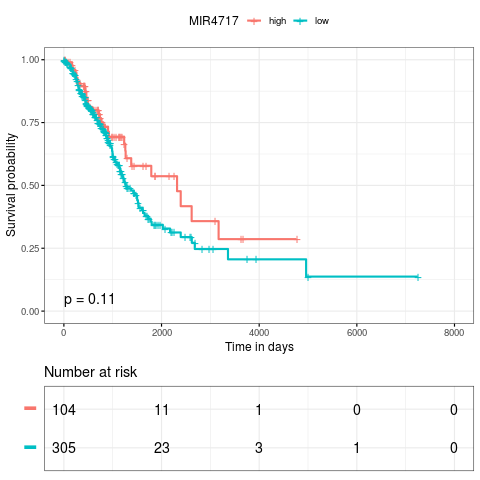 MIR4717 high low
Survival probability
1.00
0.75
0.50
0.25
0.00
p = 0.11
0 2000 4000 6000 8000
Time in days
Number at risk
104 11 1 0 0
305 23 3 1 0